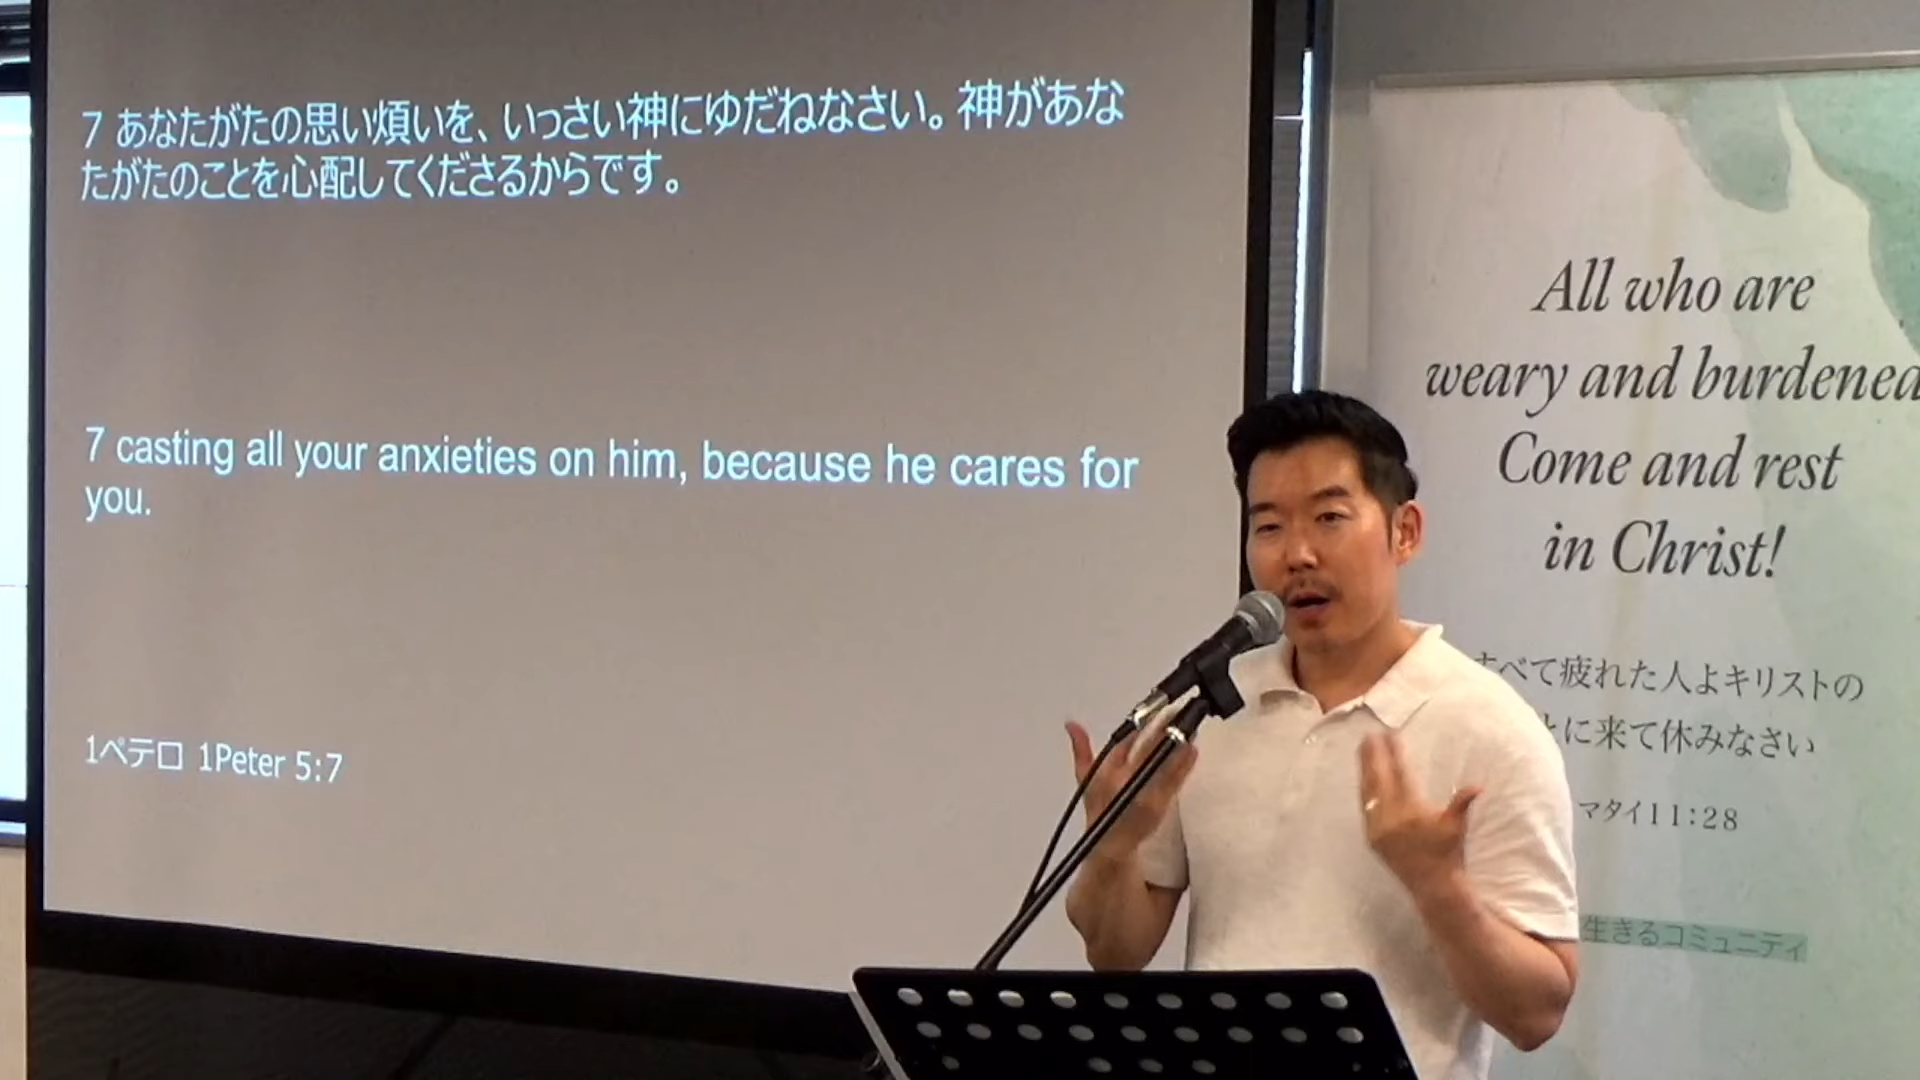 7 あなたがたの思い煩いを、いっさい神にゆだねなさい。神があな
たがたのことを心配してくださるからです。
7 casting all your anxieties on him, because he cares for
you.
1ペテロ 1Peter 5:7
All who are
weary and burdened
Come and rest
in Christ!
すべて疲れた人よキリストの
とに来て休みなさい
マタイ11:28
生きるコミュニティ